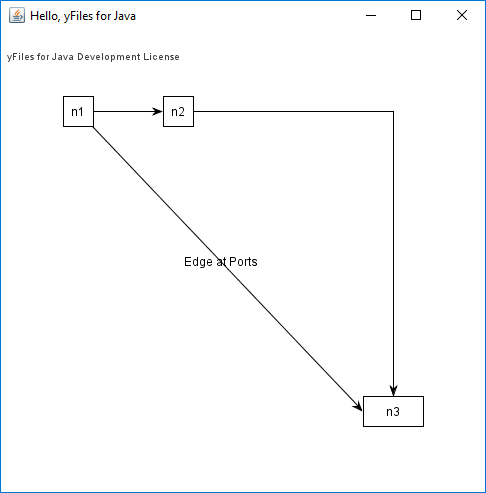 Hello, yFiles for Java
yFiles for Java Development License
n1
n2
Edge at Ports
n3